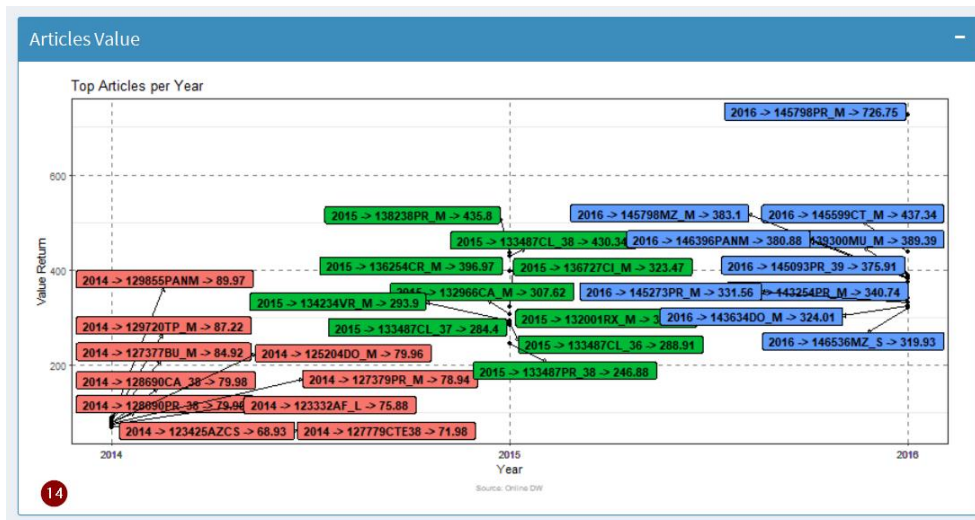 Articles Value
Top Articles per Year
2016 -> 145798PR_M -> 726.75
600
2015 -> 138238PR_M -> 435.8
2016 -> 145798MZ_M -> 383.1
2016 -> 145599CT_M -> 437.34
2015 -> 133487CL_38 -> 430.34
2016 -> 146396PANM -> 380.88
139300MU_M -> 389.39
2015 -> 136254CR_M -> 396.97
2015 -> 136727CI_M -> 323.47
2016 -> 145093PR_39 -> 375.91
400
2014 -> 129855PANM -> 89.97
132966CA_M -> 307.62
2016 -> 145273PR_M -> 331.56
143254PR_M -> 340.74
2015 -> 134234VR_M -> 293.9
2015 -> 132001RX_M ->
2016 -> 143634DO_M -> 324.01
2014 -> 129720TP_M -> 87.22
2015 -> 133487CL_37 -> 284.4
2015 -> 133487CL_36 -> 288.91
2016 -> 146536MZ_S -> 319.93
2014 -> 127377BU_M -> 84.92
2014 -> 125204DO_M -> 79.96
200
2014 -> 128690CA_38 -> 79.98
2014 -> 127379PR_M -> 78.94
2015 -> 133487PR_38 -> 246.88
2014 -> 128690PR_38 ->
2014 -> 123332AF_L -> 75.88
2014 -> 123425AZCS -> 68.93
2014 -> 127779CTE38 -> 71.98
Value Return
2014
2015
2016
Year
Source: Online DW
14